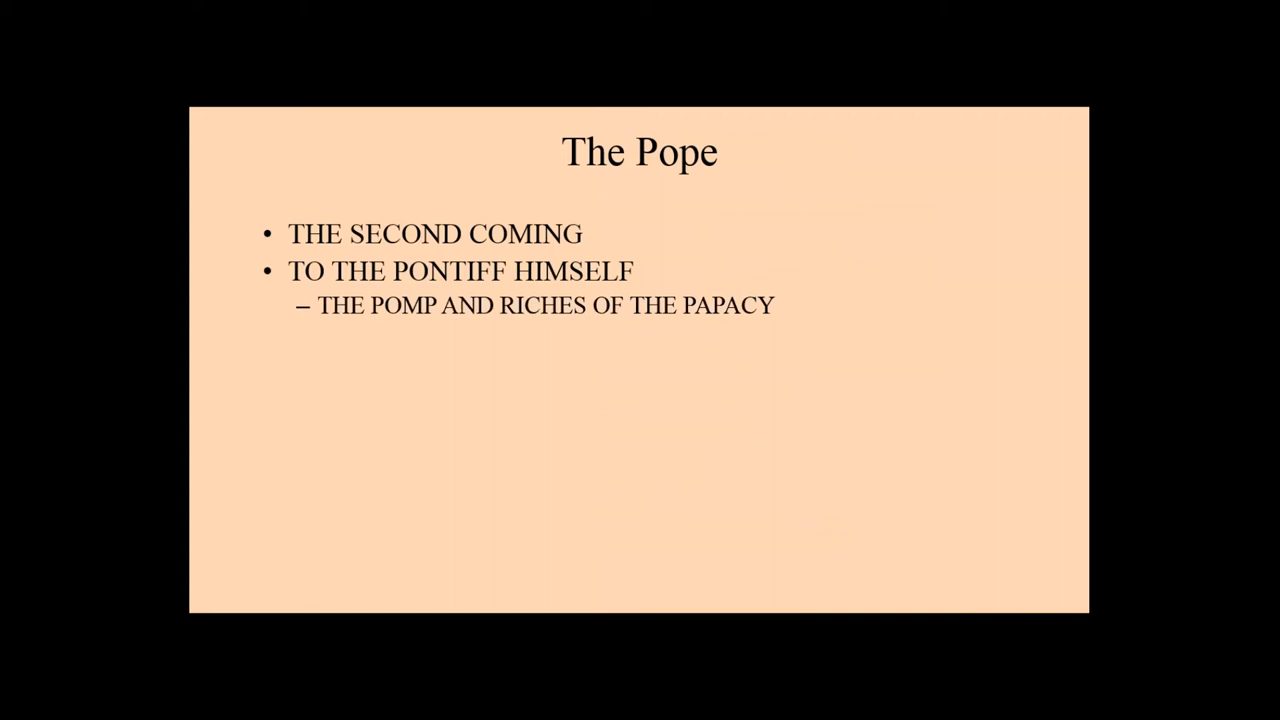 The Pope
• THE SECOND COMING
• TO THE PONTIFF HIMSELF
– THE POMP AND RICHES OF THE PAPACY